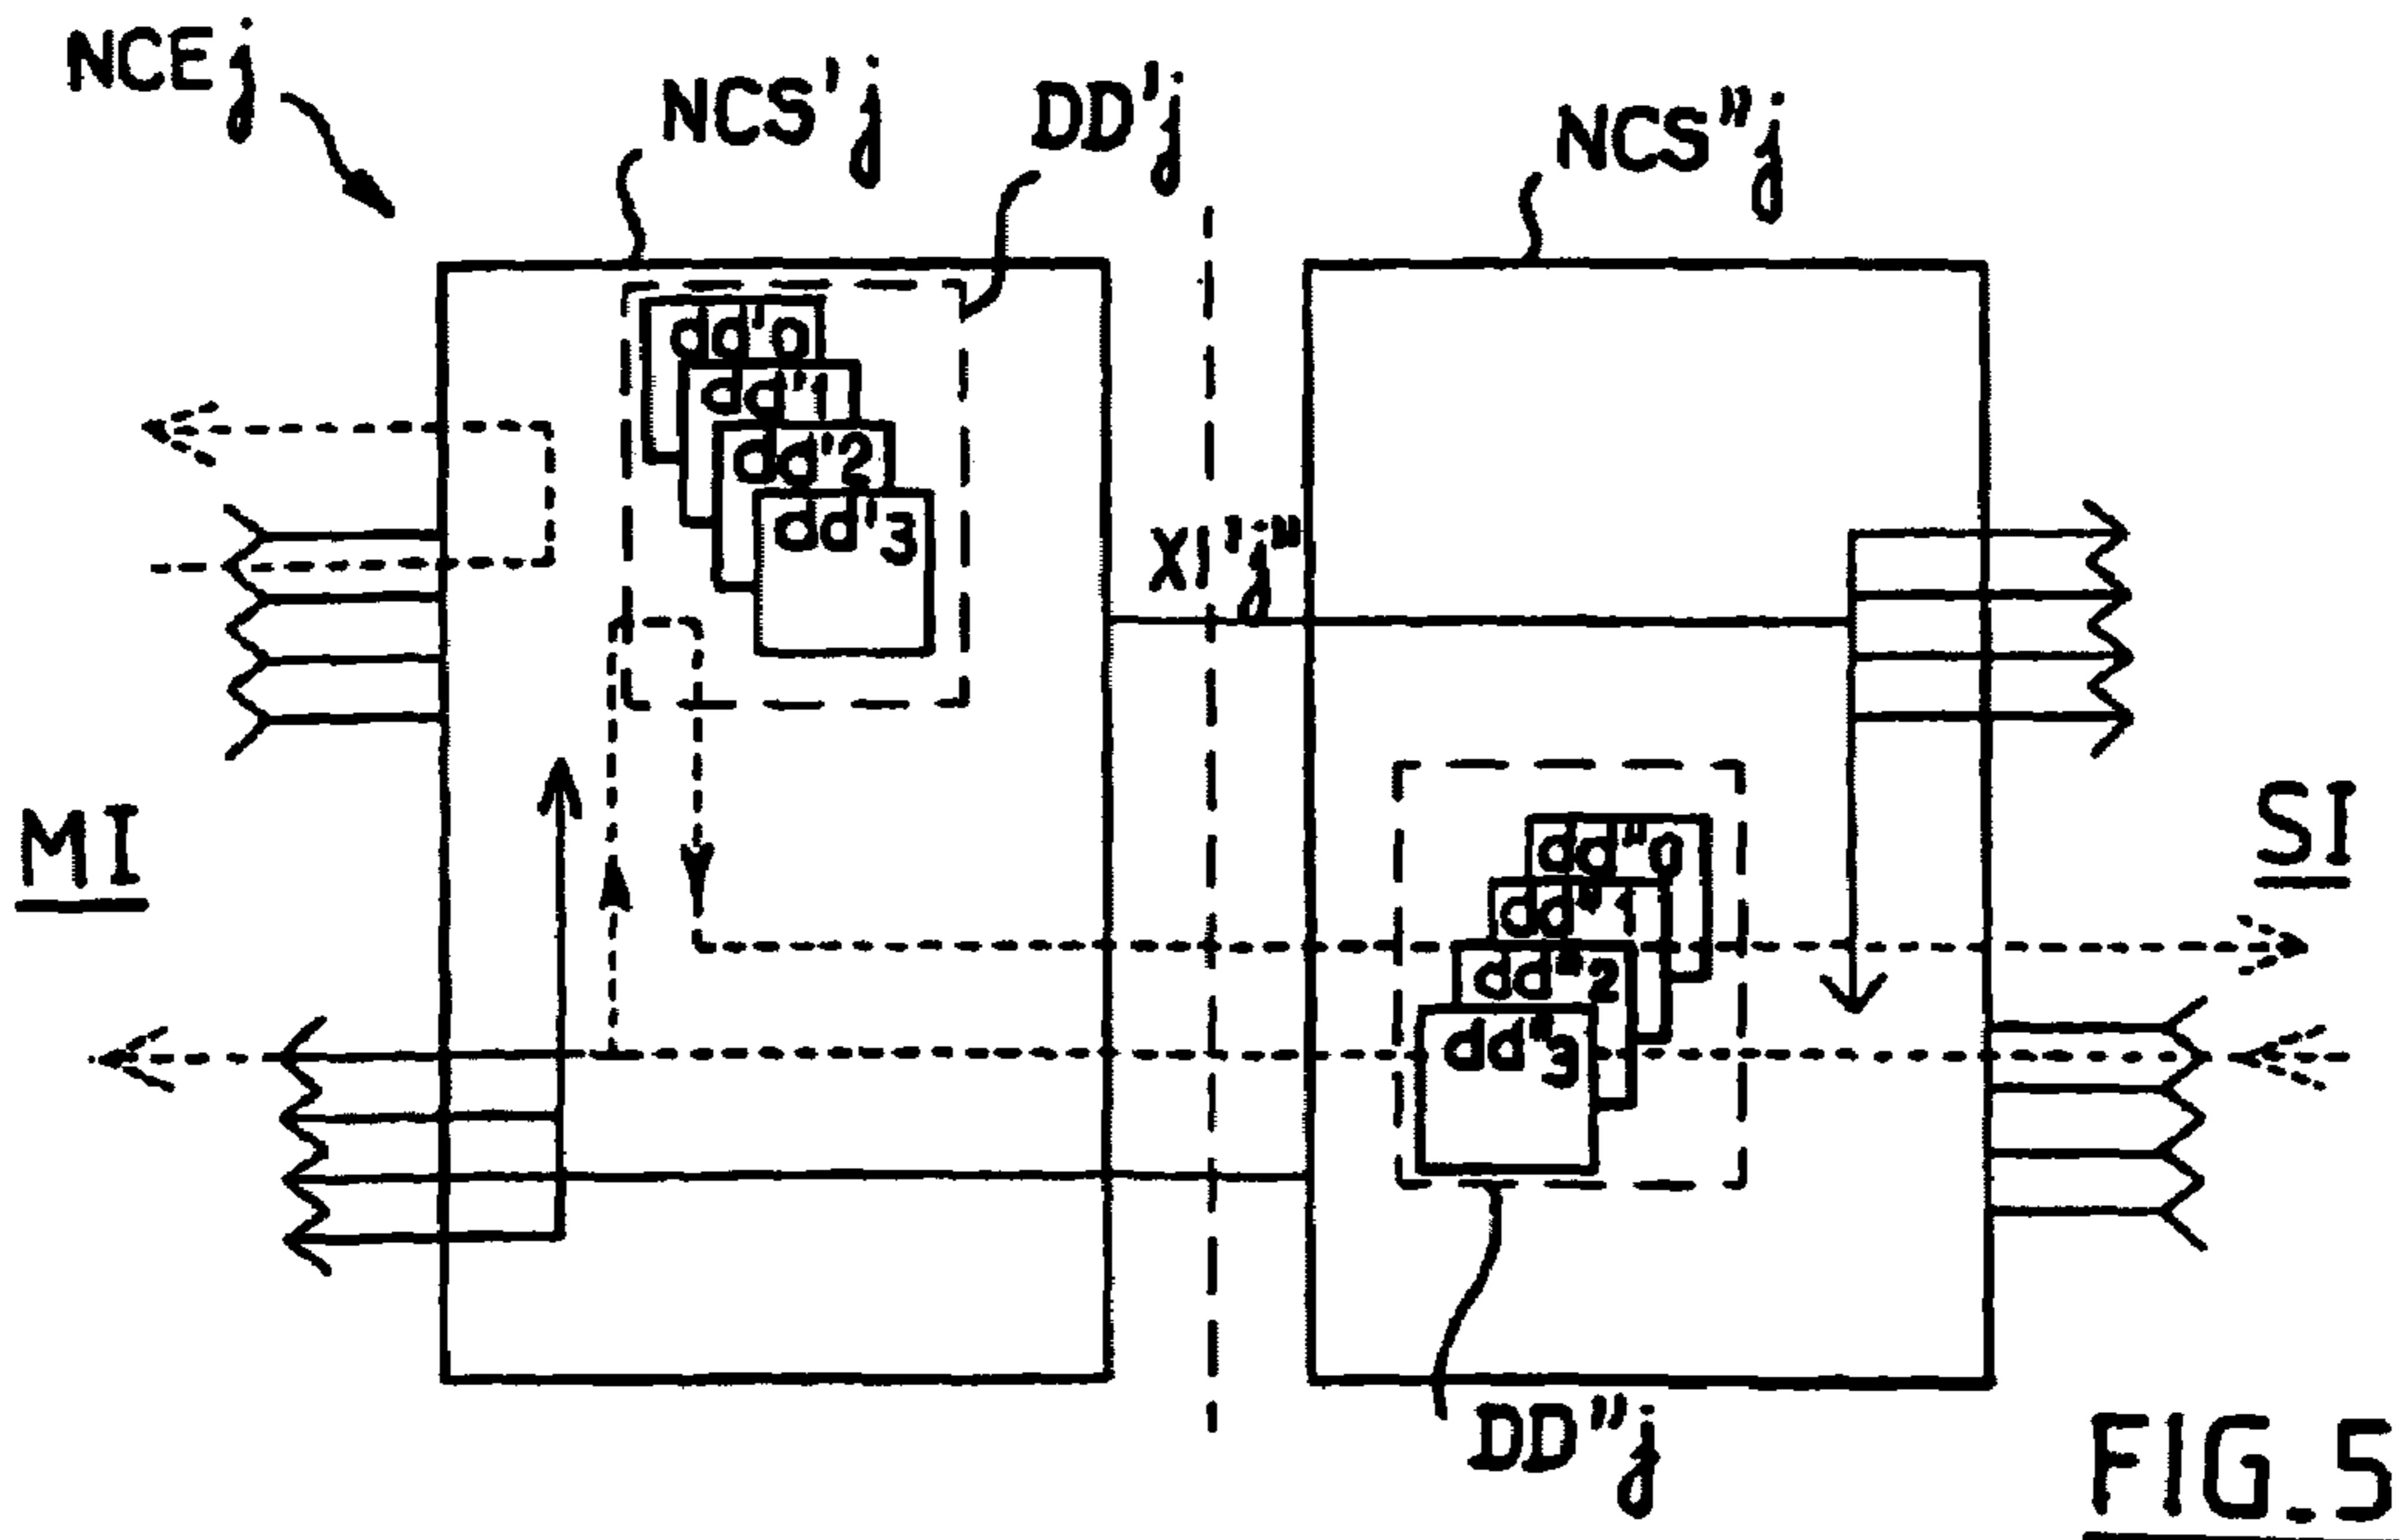 NCEj
NCS'j
DD'j
NCS"j
dd'0
dd'1
dd'2
dd'3
XI'j"
MI
SI
dd"0
dd"1
dd"2
dd"3
DD"j
FIG.5